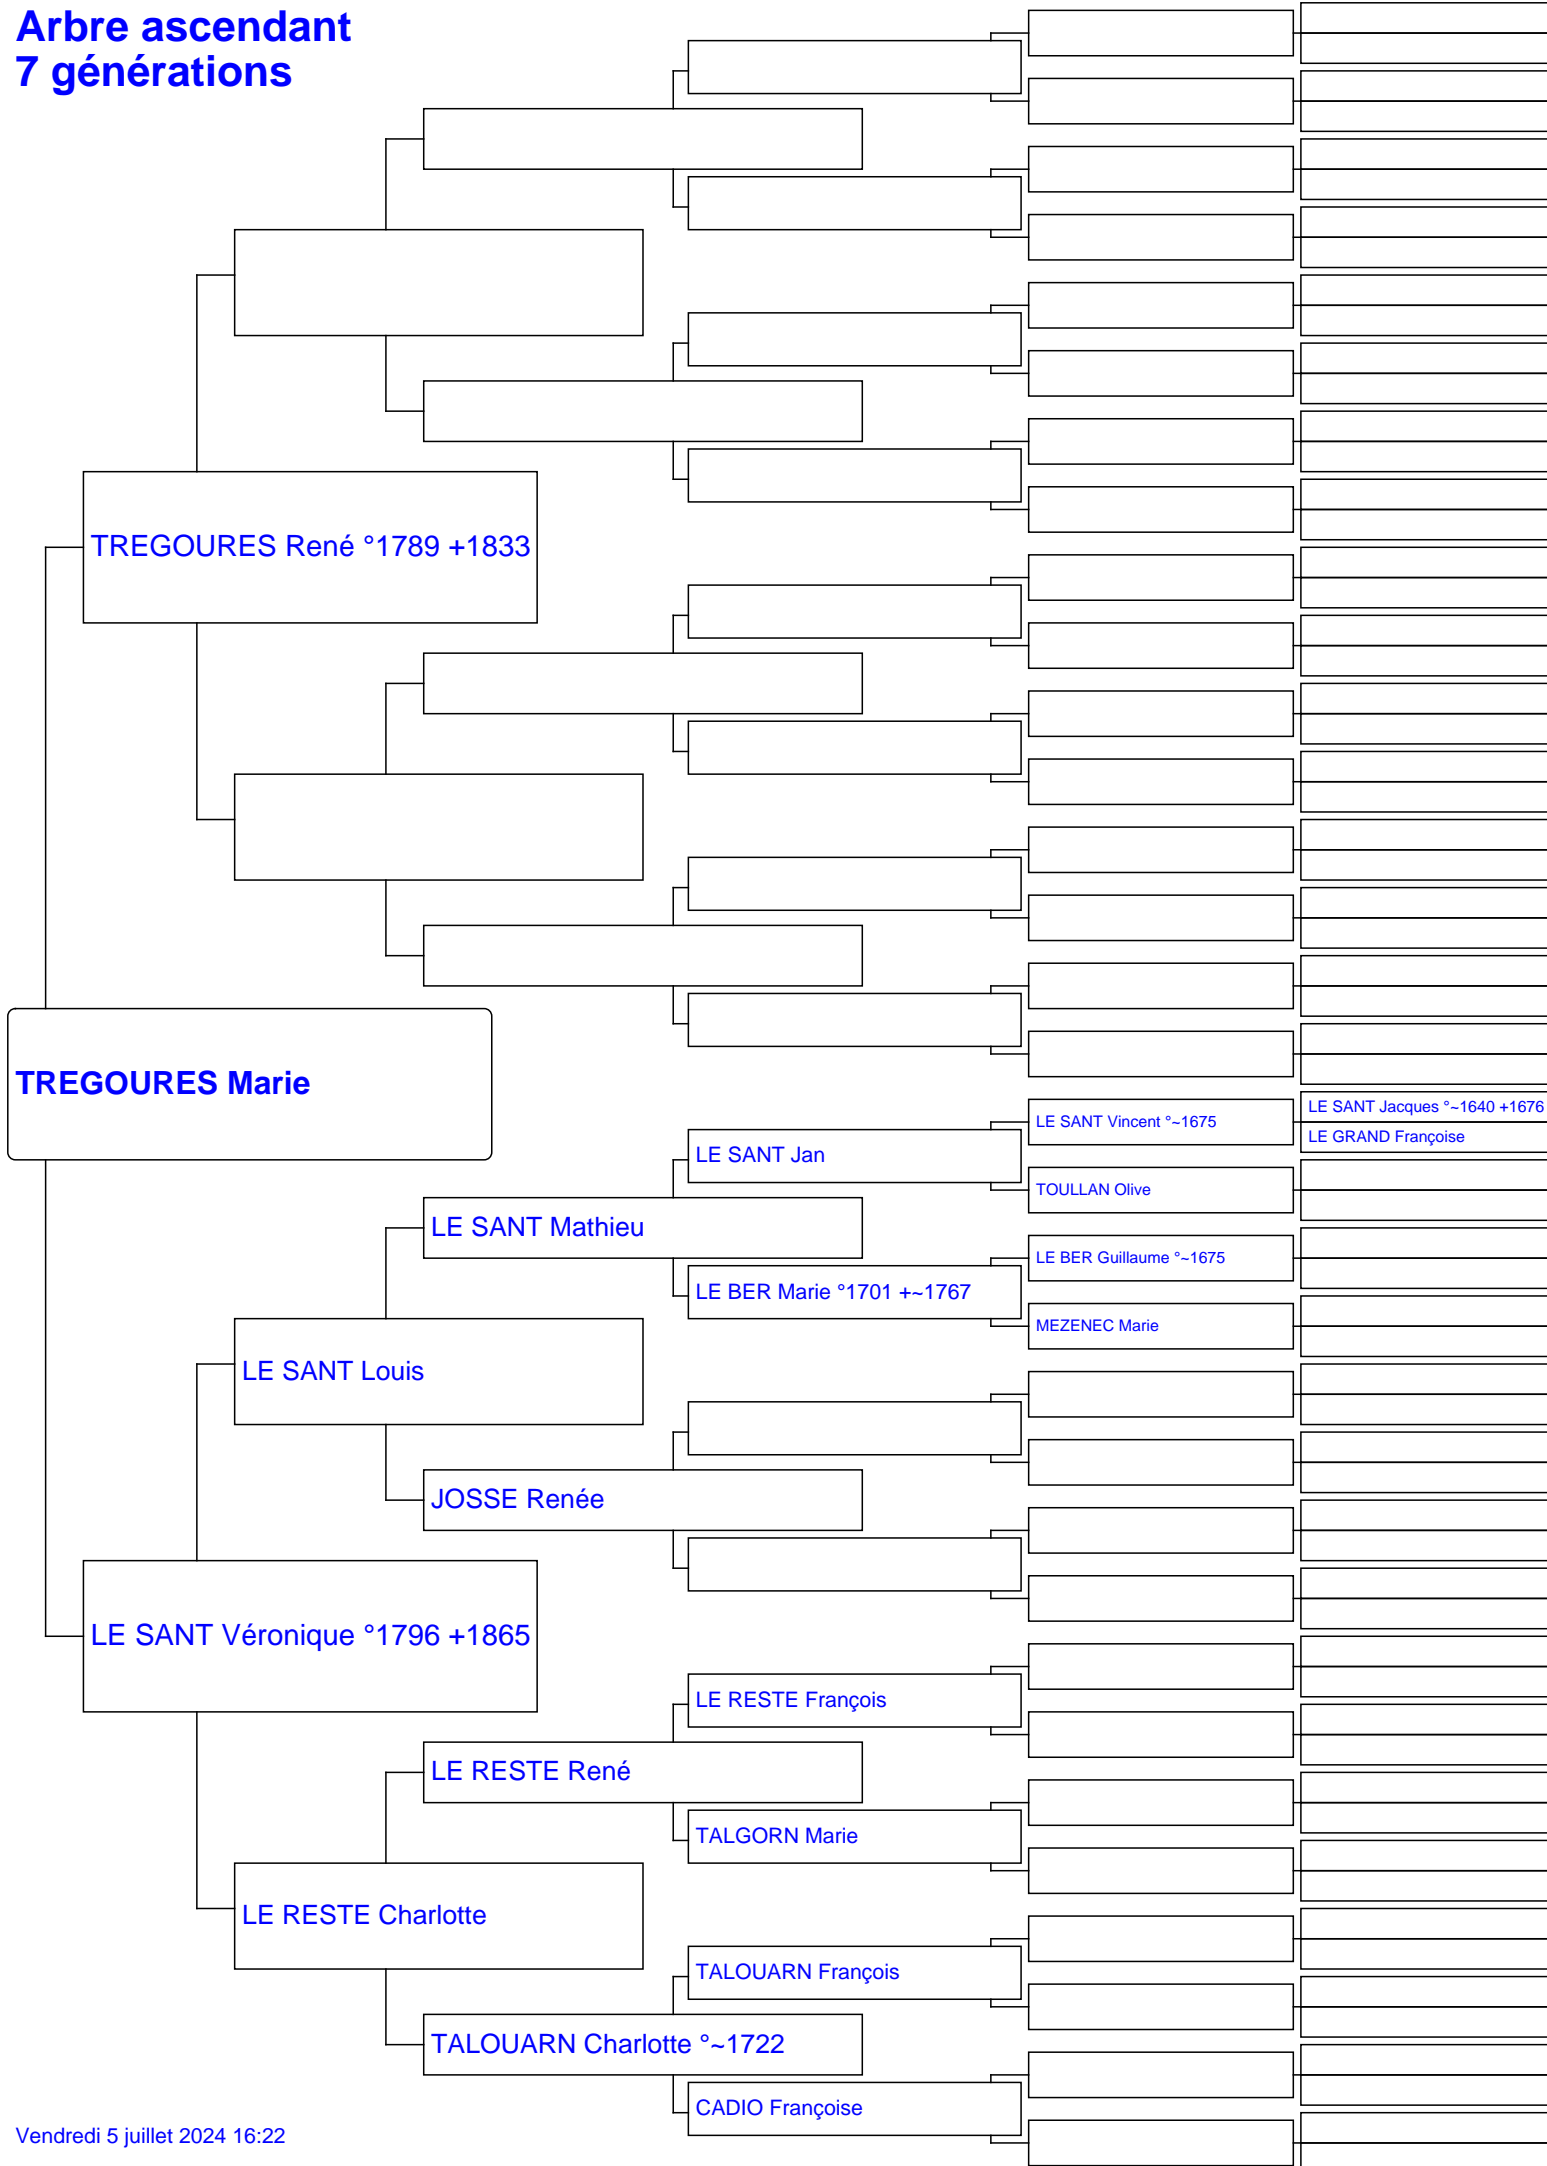 Arbre ascendant
7 générations
TREGOURES René °1789 +1833
TREGOURES Marie
LE SANT Jacques °~1640 +1676
LE SANT Vincent °~1675
LE GRAND Françoise
LE SANT Jan
TOULLAN Olive
LE SANT Mathieu
LE BER Guillaume °~1675
LE BER Marie °1701 +~1767
MEZENEC Marie
LE SANT Louis
JOSSE Renée
LE SANT Véronique °1796 +1865
LE RESTE François
LE RESTE René
TALGORN Marie
LE RESTE Charlotte
TALOUARN François
TALOUARN Charlotte °~1722
CADIO Françoise
Vendredi 5 juillet 2024 16:22